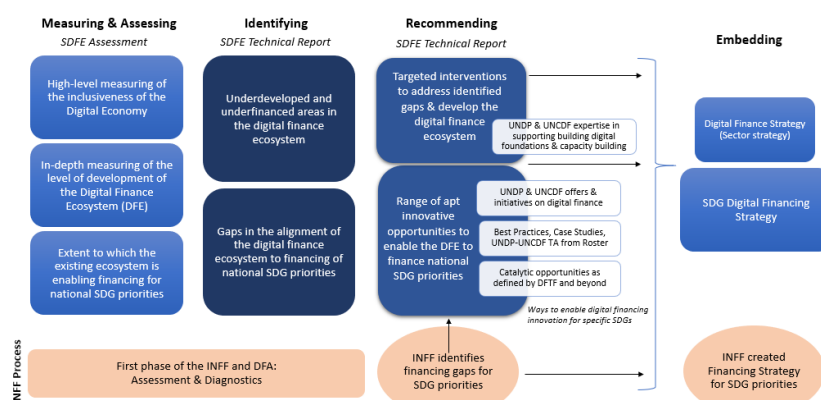 Measuring & Assessing
SDFE Assessment
High-level measuring of
the inclusiveness of the
Digital Economy
In-depth measuring of the
level of development of
the Digital Finance
Ecosystem (DFE)
Extent to which the
existing ecosystem is
enabling financing for
national SDG priorities
Identifying
SDFE Technical Report
Underdeveloped and
underfinanced areas in
the digital finance
ecosystem
Gaps in the alignment of
the digital finance
ecosystem to financing of
national SDG priorities
Recommending
SDFE Technical Report
Targeted interventions
to address identified
gaps & develop the
digital finance
ecosystem
UNDP & UNCDF expertise in
supporting building digital
foundations & capacity building
Range of apt
innovative
opportunities to
enable the DFE to
finance national
SDG priorities
UNDP & UNCDF offers &
initiatives on digital finance
Best Practices, Case Studies,
UNDP-UNCDF TA from Roster
Catalytic opportunities as
defined by DFTF and beyond
Ways to enable digital financing
innovation for specific SDGs
Embedding
Digital Finance Strategy
(Sector strategy)
SDG Digital Financing
Strategy
INFF Process
First phase of the INFF and DFA:
Assessment & Diagnostics
INFF identifies
financing gaps for
SDG priorities
INFF created
Financing Strategy
for SDG priorities